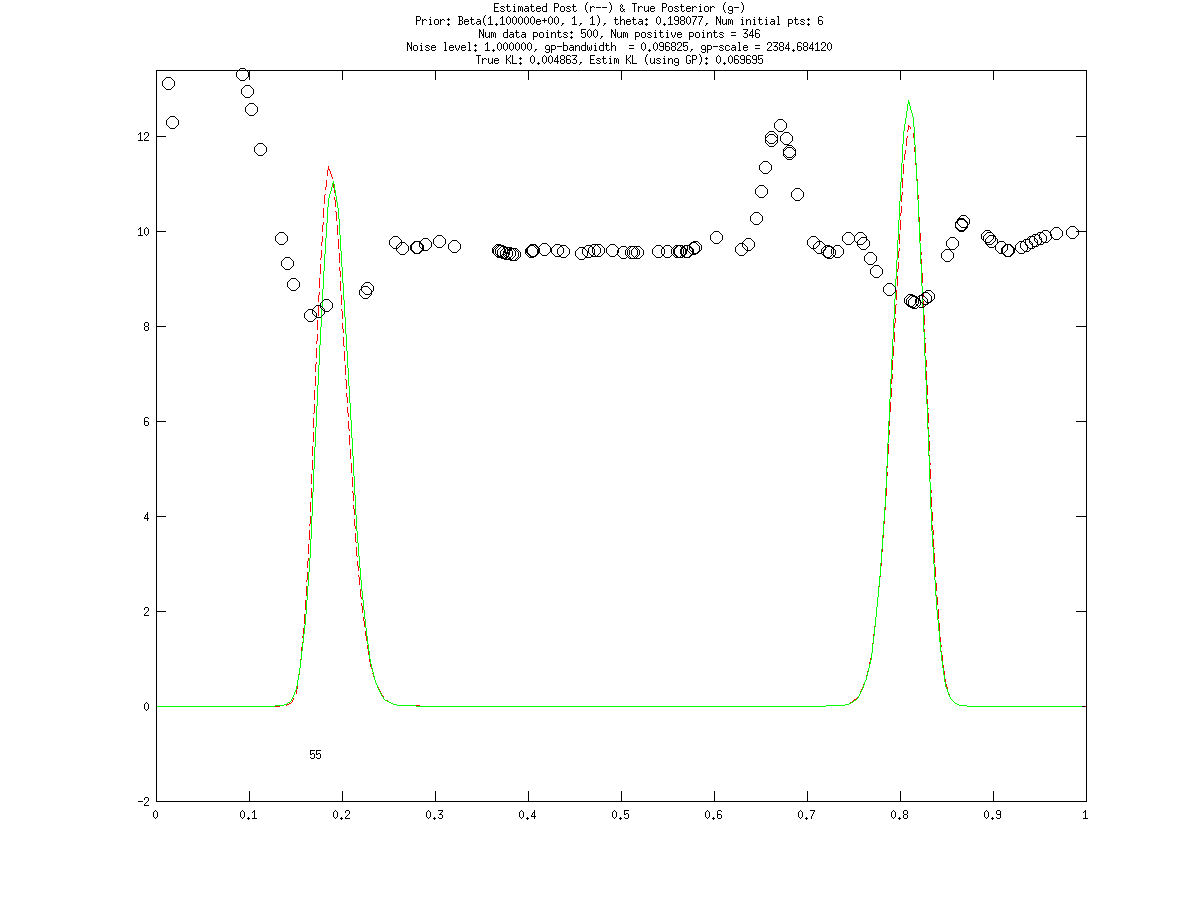 Estimated Post (r--) & True Posterior (g-)
Prior: Beta(1.100000e+00, 1, 1), theta: 0.198077, Num initial pts: 6
Num data points: 500, Num positive points = 346
Noise level: 1.000000, gp-bandwidth  = 0.096825, gp-scale = 2384.684120
True KL: 0.004863, Estim KL (using GP): 0.069695
12
10
8
6
4
2
0
55
-2
0 0.1 0.2 0.3 0.4 0.5 0.6 0.7 0.8 0.9 1